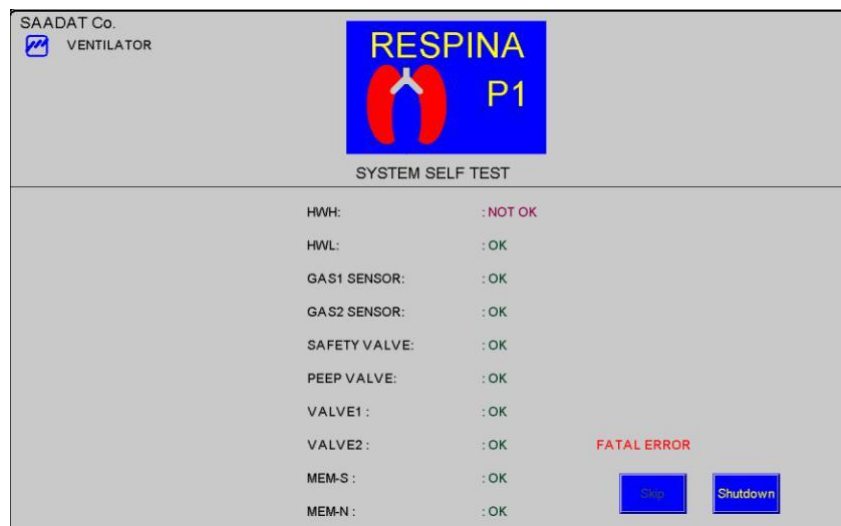 SAADAT Co.
VENTILATOR
RESPINA
P1
SYSTEM SELF TEST
HWH: : NOT OK
HWL: : OK
GAS1 SENSOR: : OK
GAS2 SENSOR: : OK
SAFETY VALVE: : OK
PEEP VALVE: : OK
VALVE1 : : OK
VALVE2 : : OK FATAL ERROR
MEM-S : : OK
Skip Shutdown
MEM-N : : OK